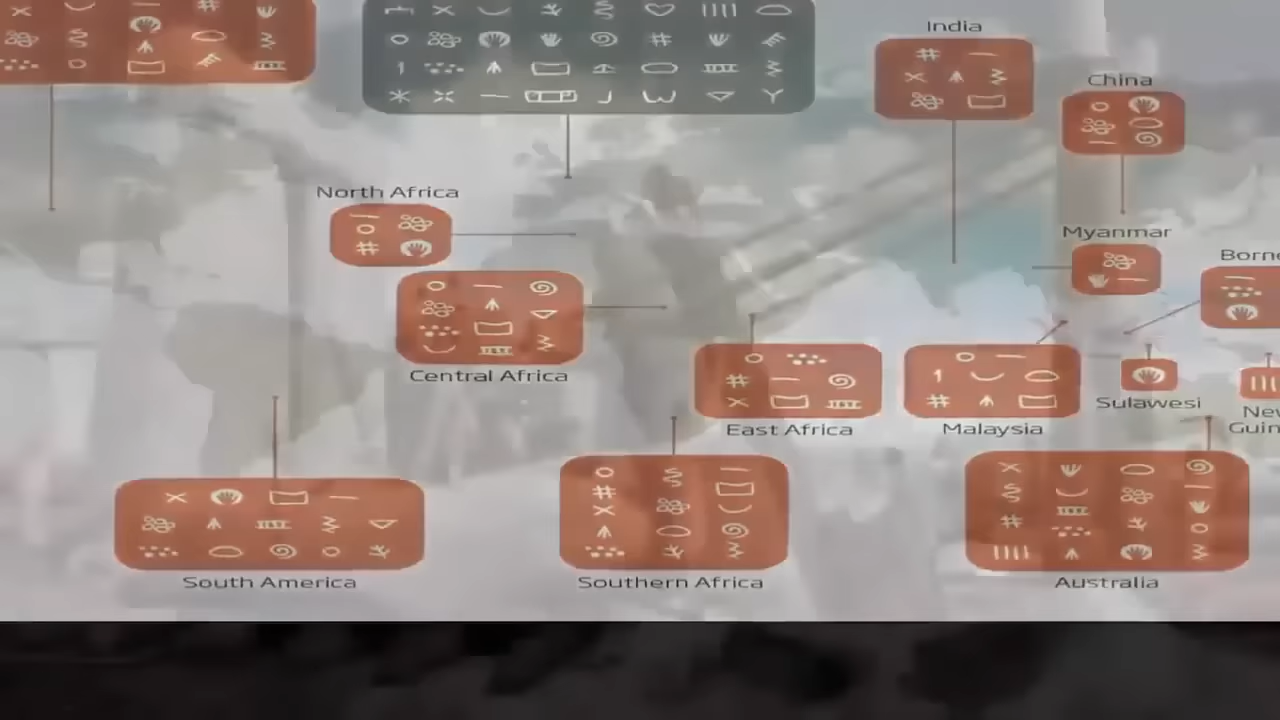 India
China
North Africa
Myanmar
Central Africa
Sulawesi
East Africa
Malaysia
South America
Southern Africa
Australia